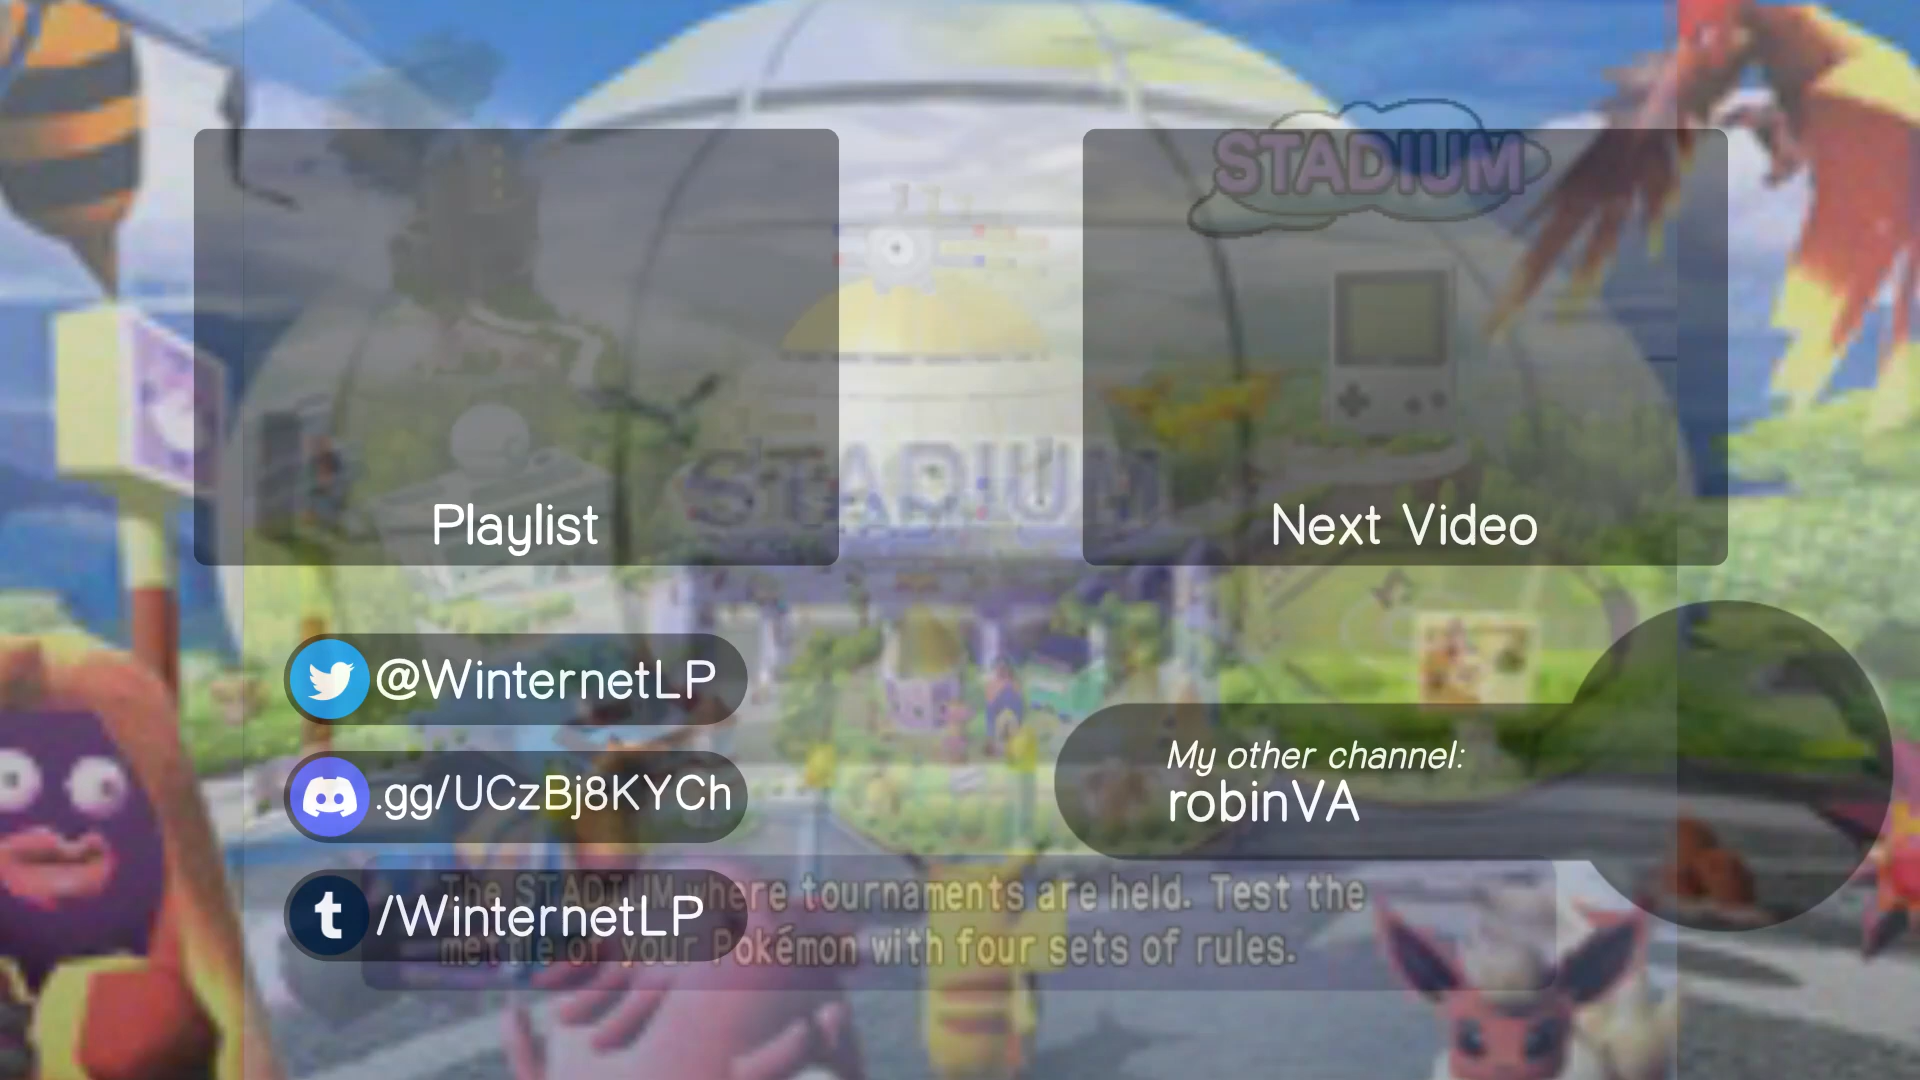 STADIUM
STADIUM
Playlist
Next Video
@WinternetLP
.gg/UCzBj8KYCh
My other channel:
robinVA
The STADIUM where tournaments are held. Test the
t /WinternetLP
mettle of your Pokémon with four sets of rules.